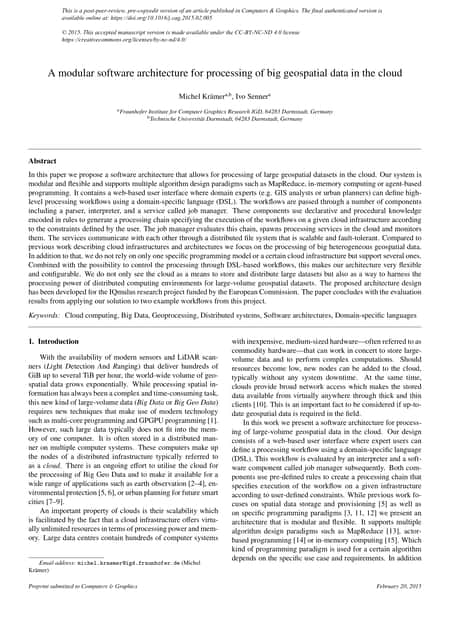 This is a post-peer-review, pre-copyedit version of an article published in Computers & Graphics. The final authenticated version is
available online at: https://doi.org/10.1016/j.cag.2015.02.005
© 2015. This accepted manuscript version is made available under the CC-BY-NC-ND 4.0 license
https://creativecommons.org/licenses/by-nc-nd/4.0/
A modular software architecture for processing of big geospatial data in the cloud
Michel Krämera,b, Ivo Sennera
aFraunhofer Institute for Computer Graphics Research IGD, 64283 Darmstadt, Germany
bTechnische Universität Darmstadt, 64283 Darmstadt, Germany
Abstract
In this paper we propose a software architecture that allows for processing of large geospatial datasets in the cloud. Our system is
modular and flexible and supports multiple algorithm design paradigms such as MapReduce, in-memory computing or agent-based
programming. It contains a web-based user interface where domain experts (e.g. GIS analysts or urban planners) can define high-
level processing workflows using a domain-specific language (DSL). The workflows are passed through a number of components
including a parser, interpreter, and a service called job manager. These components use declarative and procedural knowledge
encoded in rules to generate a processing chain specifying the execution of the workflows on a given cloud infrastructure according
to the constraints defined by the user. The job manager evaluates this chain, spawns processing services in the cloud and monitors
them. The services communicate with each other through a distributed file system that is scalable and fault-tolerant. Compared to
previous work describing cloud infrastructures and architectures we focus on the processing of big heterogeneous geospatial data.
In addition to that, we do not rely on only one specific programming model or a certain cloud infrastructure but support several ones.
Combined with the possibility to control the processing through DSL-based workflows, this makes our architecture very flexible
and configurable. We do not only see the cloud as a means to store and distribute large datasets but also as a way to harness the
processing power of distributed computing environments for large-volume geospatial datasets. The proposed architecture design
has been developed for the IQmulus research project funded by the European Commission. The paper concludes with the evaluation
results from applying our solution to two example workflows from this project.
Keywords: Cloud computing, Big Data, Geoprocessing, Distributed systems, Software architectures, Domain-specific languages
1. Introduction
With the availability of modern sensors and LiDAR scan-
ners (Light Detection And Ranging) that deliver hundreds of
GiB up to several TiB per hour, the world-wide volume of geo-
spatial data grows exponentially. While processing spatial in-
formation has always been a complex and time-consuming task,
this new kind of large-volume data (Big Data or Big Geo Data)
requires new techniques that make use of modern technology
such as multi-core programming and GPGPU programming [1].
However, such large data typically does not fit into the mem-
ory of one computer. It is often stored in a distributed man-
ner on multiple computer systems. These computers make up
the nodes of a distributed infrastructure typically referred to
as a cloud. There is an ongoing effort to utilise the cloud for
the processing of Big Geo Data and to make it available for a
wide range of applications such as earth observation [2–4], en-
vironmental protection [5, 6], or urban planning for future smart
cities [7–9].
An important property of clouds is their scalability which
is facilitated by the fact that a cloud infrastructure offers virtu-
ally unlimited resources in terms of processing power and mem-
ory. Large data centres contain hundreds of computer systems
Email address: michel.kraemer@igd.fraunhofer.de (Michel
Krämer)
with inexpensive, medium-sized hardware—often referred to as
commodity hardware—that can work in concert to store large-
volume data and to perform complex computations. Should
resources become low, new nodes can be added to the cloud,
typically without any system downtime. At the same time,
clouds provide broad network access which makes the stored
data available from virtually anywhere through thick and thin
clients [10]. This is an important fact to be considered if up-to-
date geospatial data is required in the field.
In this work we present a software architecture for process-
ing of large-volume geospatial data in the cloud. Our design
consists of a web-based user interface where expert users can
define a processing workflow using a domain-specific language
(DSL). This workflow is evaluated by an interpreter and a soft-
ware component called job manager subsequently. Both com-
ponents use pre-defined rules to create a processing chain that
specifies execution of the workflow on a given infrastructure
according to user-defined constraints. While previous work fo-
cuses on spatial data storage and provisioning [5] as well as
on specific programming paradigms [3, 11, 12] we present an
architecture that is modular and flexible. It supports multiple
algorithm design paradigms such as MapReduce [13], actor-
based programming [14] or in-memory computing [15]. Which
kind of programming paradigm is used for a certain algorithm
depends on the specific use case and requirements. In addition
Preprint submitted to Computers & Graphics
February 20, 2015